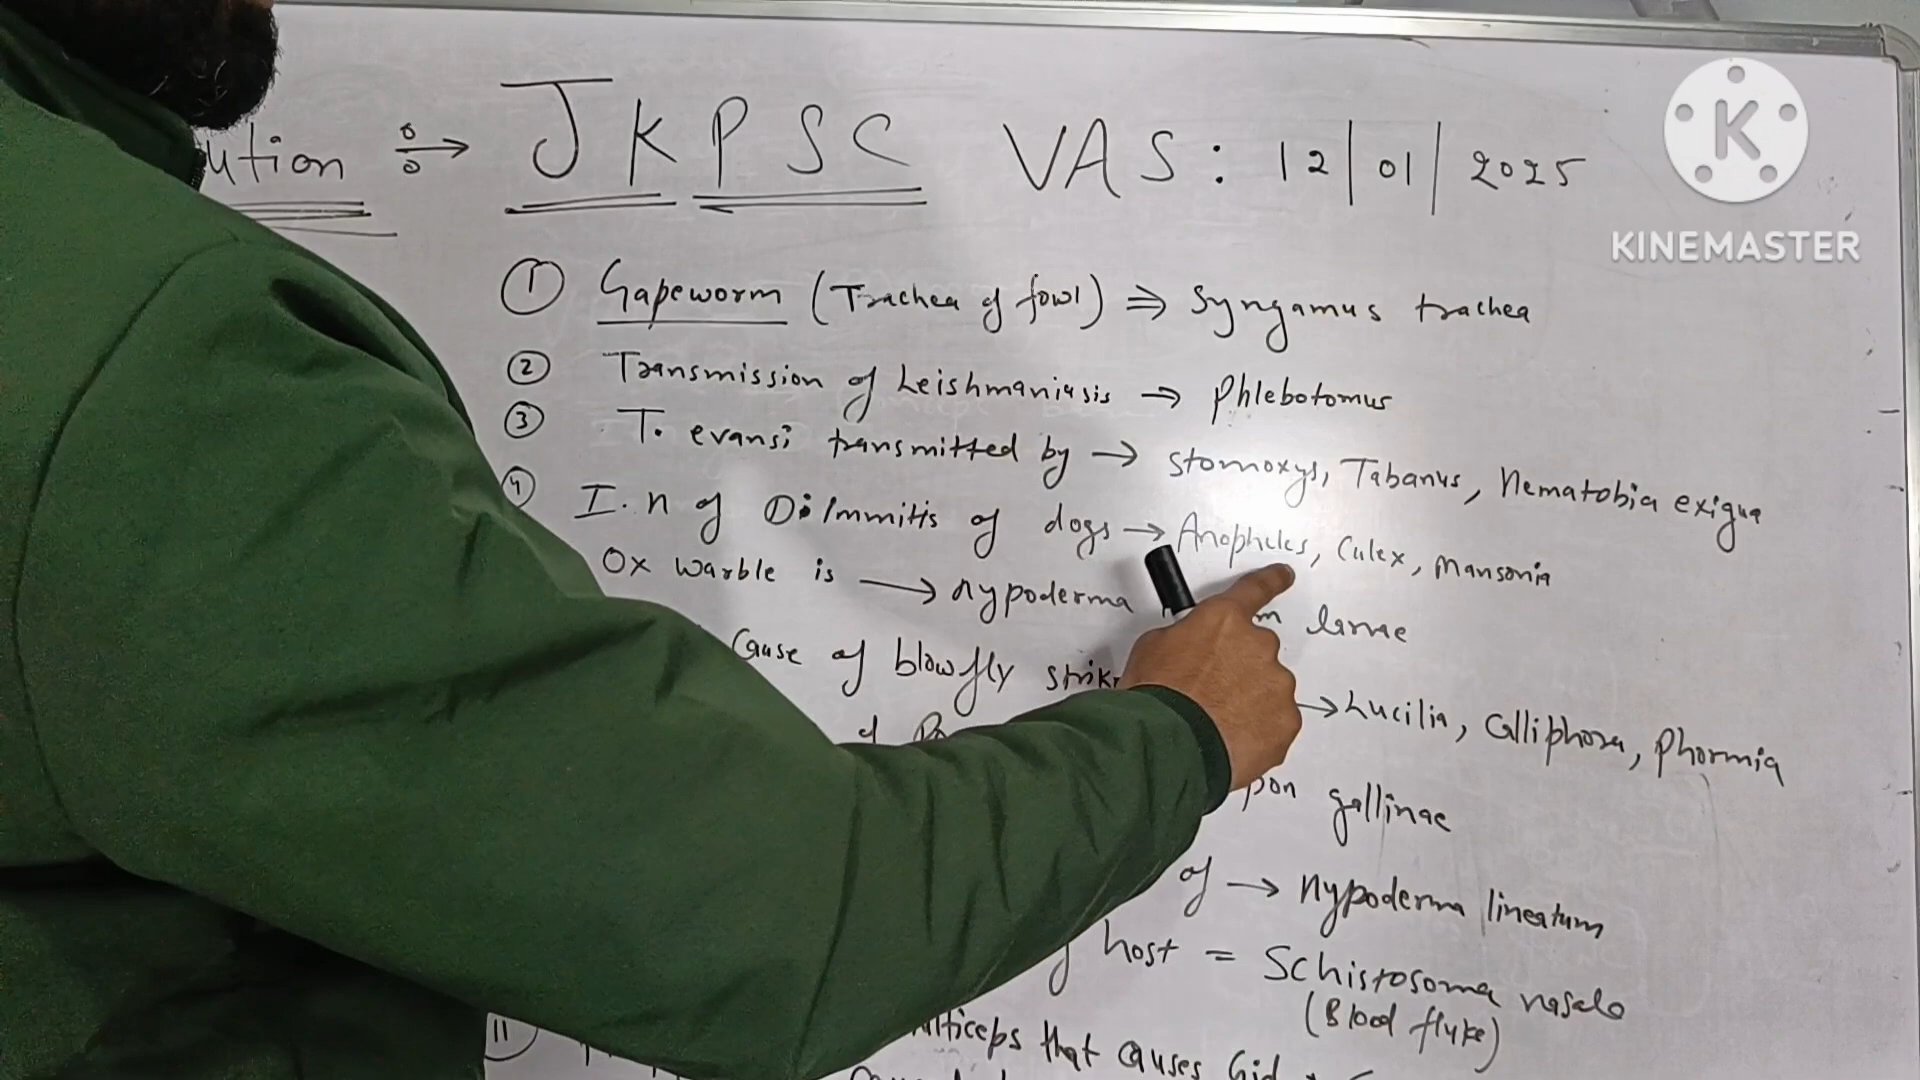 ution ÷→ JKPSC VAS: 12/01/2025
K
KINEMASTER
① Gapeworm (Trachea of fowl) ⇒ Syngamus trachea
② Transmission of Leishmaniasis → Phlebotomus
③ T. evansi transmitted by → Stomoxys, Tabanus, Nematobia exigua
④ I.n of D. immitis of dogs → Anopheles, Culex, Mansonia
Ox warble is → Hypoderma larvae
Cause of blowfly strike → Lucilia, Calliphora, Phormia
gallinae
of → Hypoderma lineatum
host = Schistosoma nasale
(Blood fluke)
11 that causes Gid